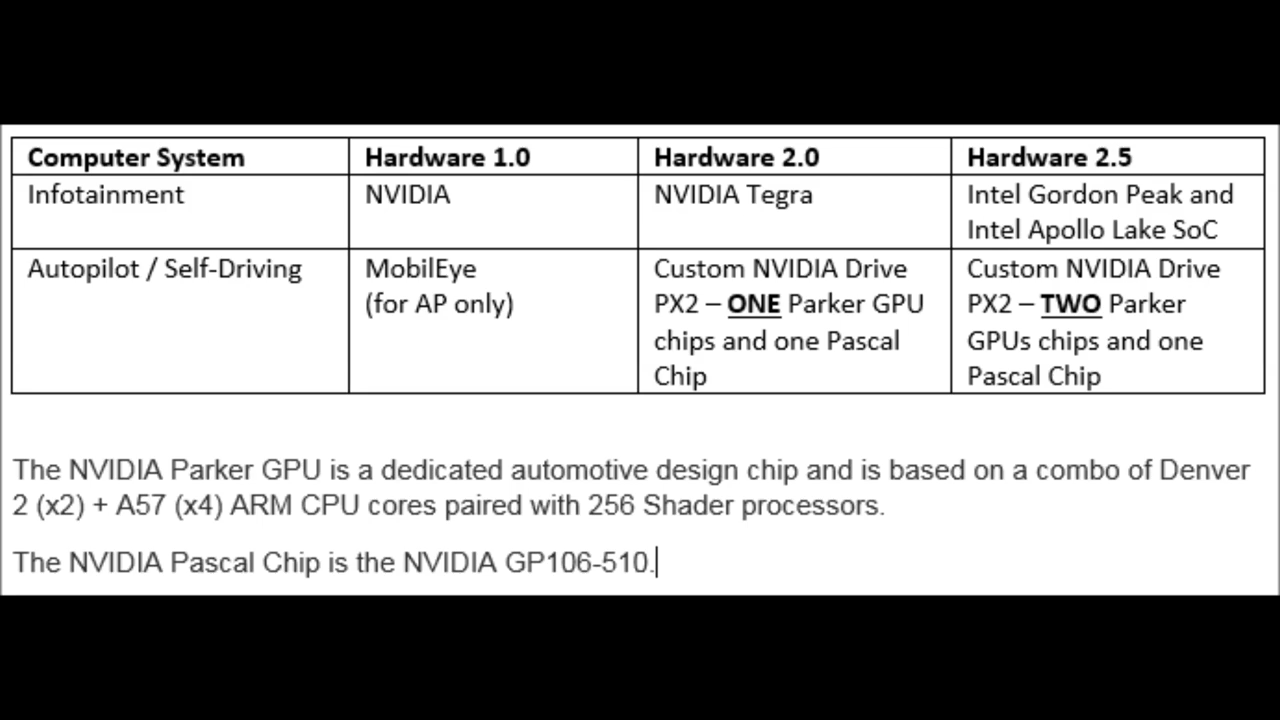 Computer System Hardware 1.0 Hardware 2.0 Hardware 2.5
Infotainment NVIDIA NVIDIA Tegra Intel Gordon Peak and
Intel Apollo Lake SoC
Autopilot / Self-Driving MobilEye Custom NVIDIA Drive Custom NVIDIA Drive
(for AP only) PX2 – ONE Parker GPU PX2 – TWO Parker
chips and one Pascal GPUs chips and one
Chip Pascal Chip
The NVIDIA Parker GPU is a dedicated automotive design chip and is based on a combo of Denver
2 (x2) + A57 (x4) ARM CPU cores paired with 256 Shader processors.
The NVIDIA Pascal Chip is the NVIDIA GP106-510.